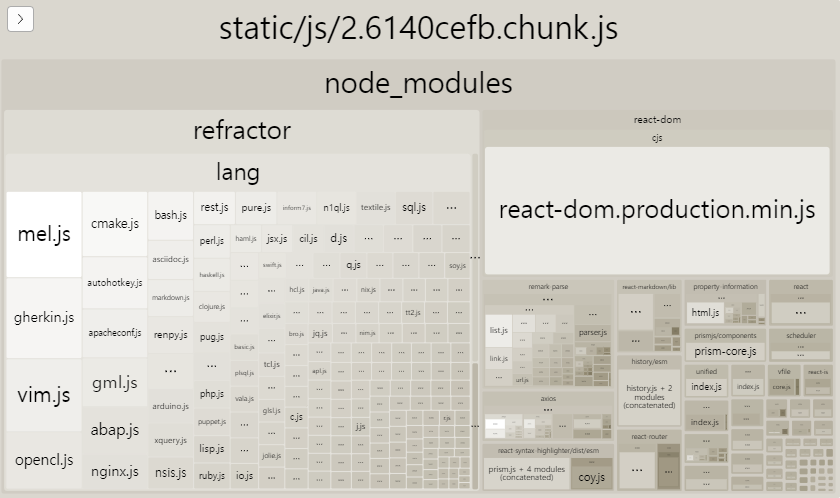 static/js/2.6140cefb.chunk.js
node_modules
refractor
lang
mel.js
gherkin.js
vim.js
opencl.js
cmake.js
autohotkey.js
apacheconf.js
gml.js
abap.js
nginx.js
bash.js
asciidoc.js
markdown.js
renpy.js
...
arduino.js
xquery.js
nsis.js
rest.js
perl.js
haskell.js
clojure.js
pug.js
...
php.js
puppet.js
lisp.js
ruby.js
pure.js
haml.js
...
...
...
basic.js
plsql.js
vala.js
...
...
io.js
inform7.js
n1ql.js
textile.js
sql.js
...
jsx.js
cil.js
d.js
...
...
...
swift.js
...
...
q.js
...
...
soy.js
hcl.js
java.js
...
nix.js
elixir.js
tt2.js
bro.js
jq.js
nim.js
tcl.js
apl.js
glsl.js
c.js
j.js
r.js
jolie.js
react-dom
cjs
react-dom.production.min.js
remark-parse
...
list.js
link.js
url.js
parser.js
react-markdown/lib
...
...
property-information
html.js
...
react
...
...
prismjs/components
prism-core.js
scheduler
...
history/esm
history.js + 2
modules
(concatenated)
unified
index.js
index.js
vfile
core.js
react-is
...
axios
...
index.js
react-syntax-highlighter/dist/esm
prism.js + 4 modules
(concatenated)
coy.js
react-router
...
...